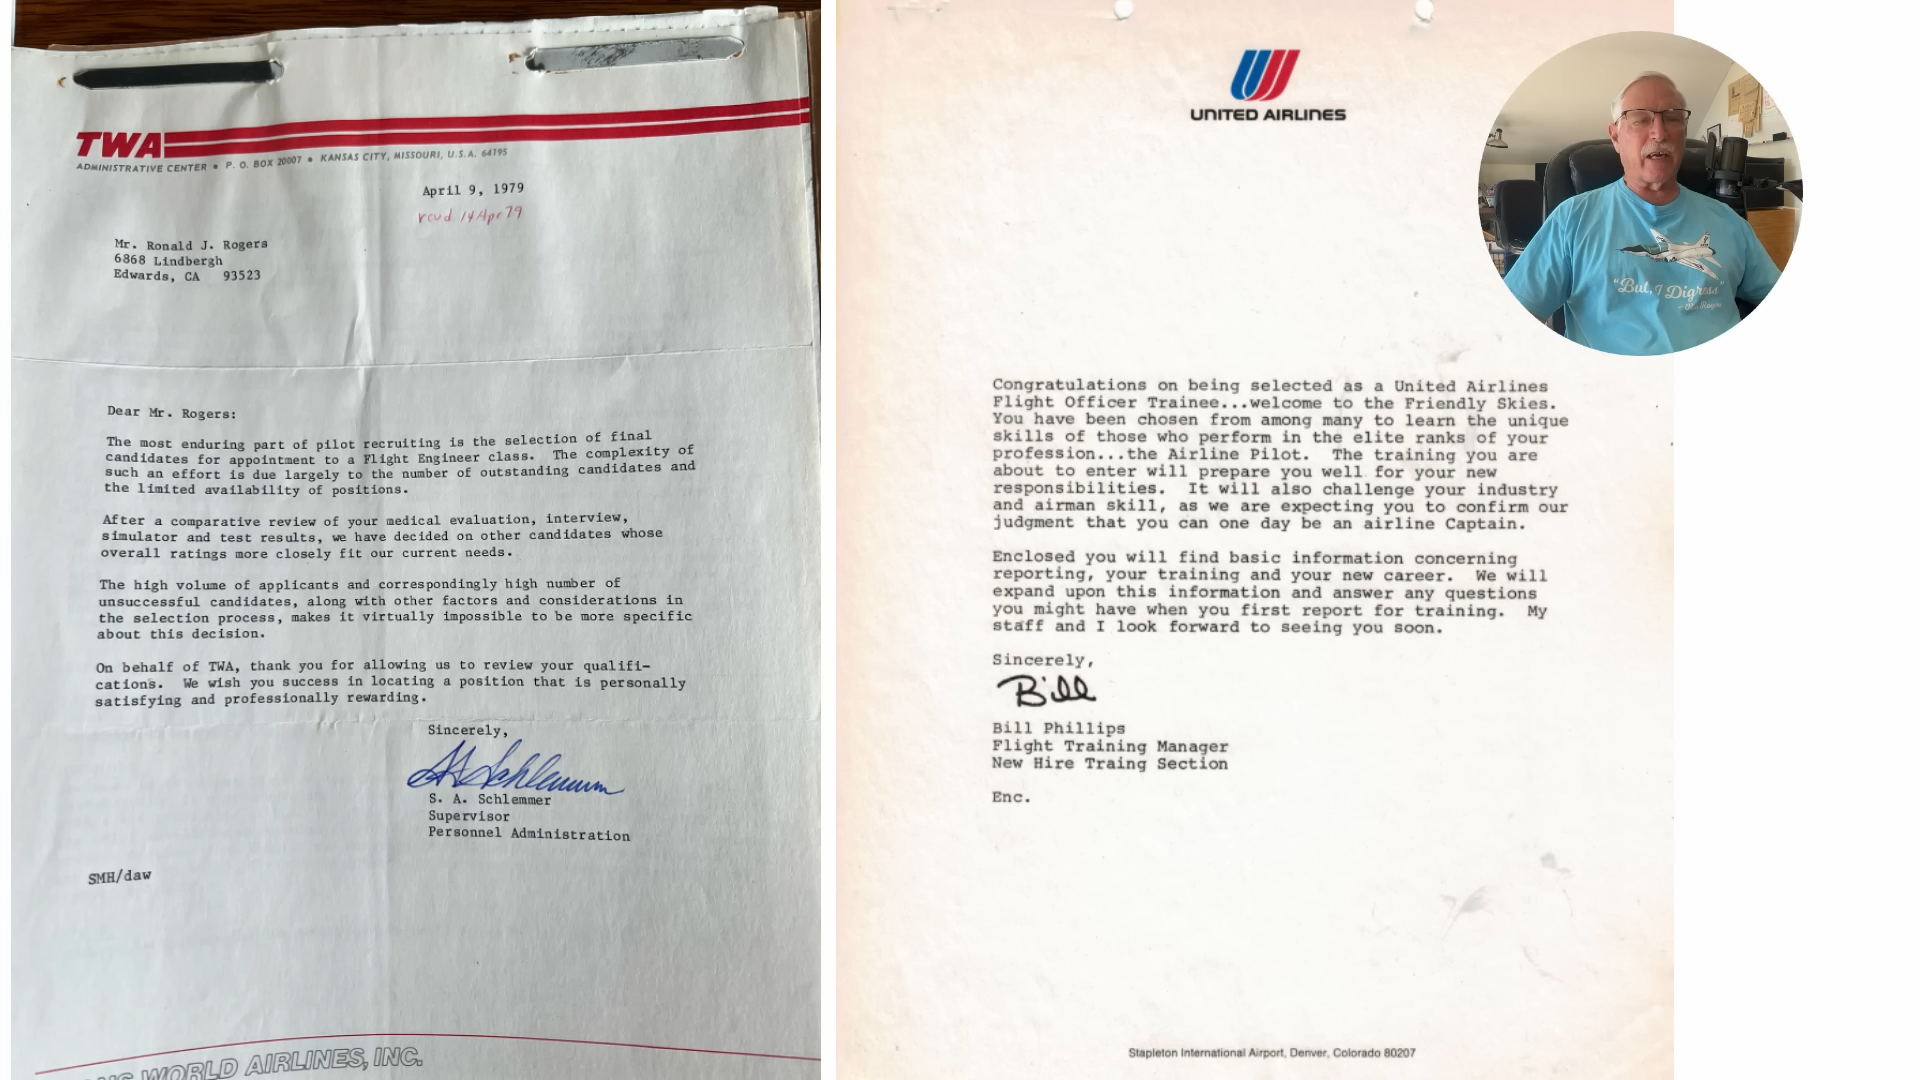 TWA
ADMINISTRATIVE CENTER • P. O. BOX 20007 • KANSAS CITY, MISSOURI, U.S.A. 64195
April 9, 1979
rcvd 14 Apr 79
Mr. Ronald J. Rogers
6868 Lindbergh
Edwards, CA 93523
Dear Mr. Rogers:
The most enduring part of pilot recruiting is the selection of final
candidates for appointment to a Flight Engineer class. The complexity of
such an effort is due largely to the number of outstanding candidates and
the limited availability of positions.
After a comparative review of your medical evaluation, interview,
simulator and test results, we have decided on other candidates whose
overall ratings more closely fit our current needs.
The high volume of applicants and correspondingly high number of
unsuccessful candidates, along with other factors and considerations in
the selection process, makes it virtually impossible to be more specific
about this decision.
On behalf of TWA, thank you for allowing us to review your qualifi-
cations. We wish you success in locating a position that is personally
satisfying and professionally rewarding.
Sincerely,
S. A. Schlemmer
Supervisor
Personnel Administration
SMH/daw
WORLD AIRLINES, INC.
UNITED AIRLINES
Congratulations on being selected as a United Airlines
Flight Officer Trainee...welcome to the Friendly Skies.
You have been chosen from among many to learn the unique
skills of those who perform in the elite ranks of your
profession...the Airline Pilot. The training you are
about to enter will prepare you well for your new
responsibilities. It will also challenge your industry
and airman skill, as we are expecting you to confirm our
judgment that you can one day be an airline Captain.
Enclosed you will find basic information concerning
reporting, your training and your new career. We will
expand upon this information and answer any questions
you might have when you first report for training. My
staff and I look forward to seeing you soon.
Sincerely,
Bill
Bill Phillips
Flight Training Manager
New Hire Traing Section
Enc.
Stapleton International Airport, Denver, Colorado 80207
"But, I Digress"